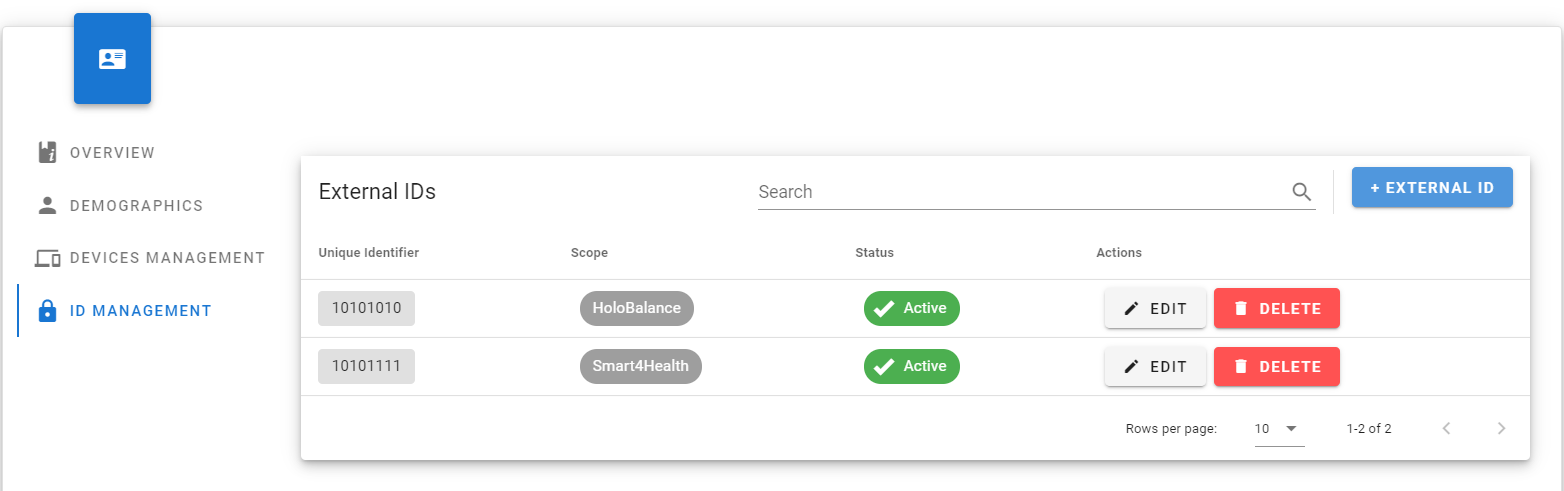 OVERVIEW
DEMOGRAPHICS
DEVICES MANAGEMENT
ID MANAGEMENT
External IDs
Search
+ EXTERNAL ID
Unique Identifier Scope Status Actions
10101010 HoloBalance Active EDIT DELETE
10101111 Smart4Health Active EDIT DELETE
Rows per page: 10 1-2 of 2